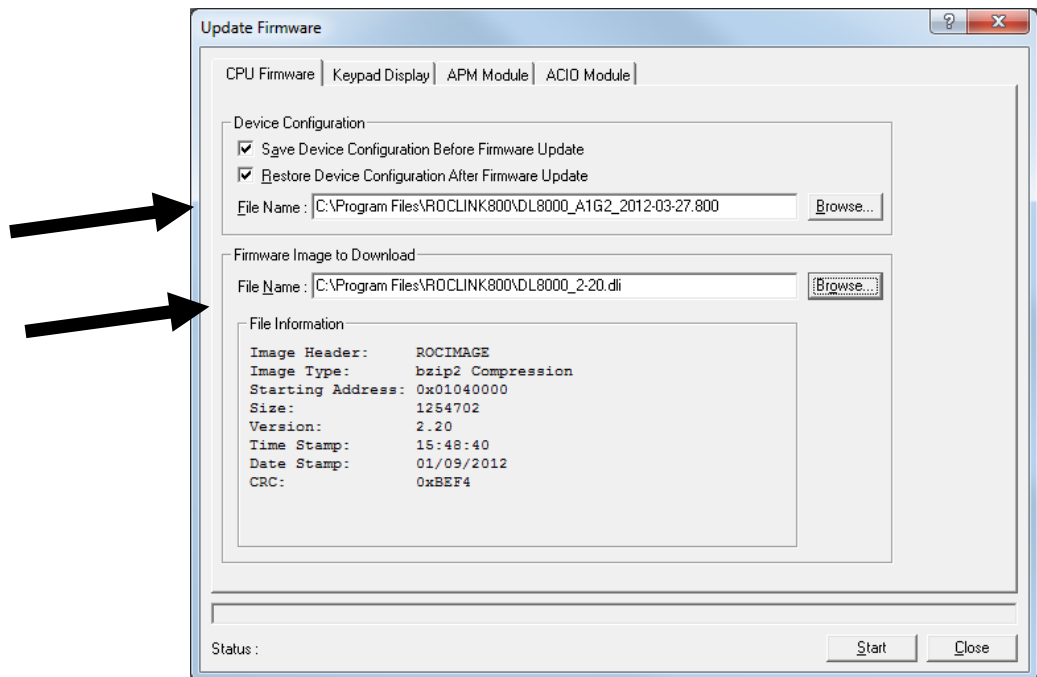 Update Firmware
CPU Firmware Keypad Display APM Module ACIO Module
Device Configuration
Save Device Configuration Before Firmware Update
Restore Device Configuration After Firmware Update
File Name : C:\Program Files\ROCLINK800\DL8000_A1G2_2012-03-27.800 Browse...
Firmware Image to Download
File Name : C:\Program Files\ROCLINK800\DL8000_2-20.dli Browse...
File Information
Image Header: ROCIMAGE
Image Type: bzip2 Compression
Starting Address: 0x01040000
Size: 1254702
Version: 2.20
Time Stamp: 15:48:40
Date Stamp: 01/09/2012
CRC: 0xBEF4
Status :
Start Close